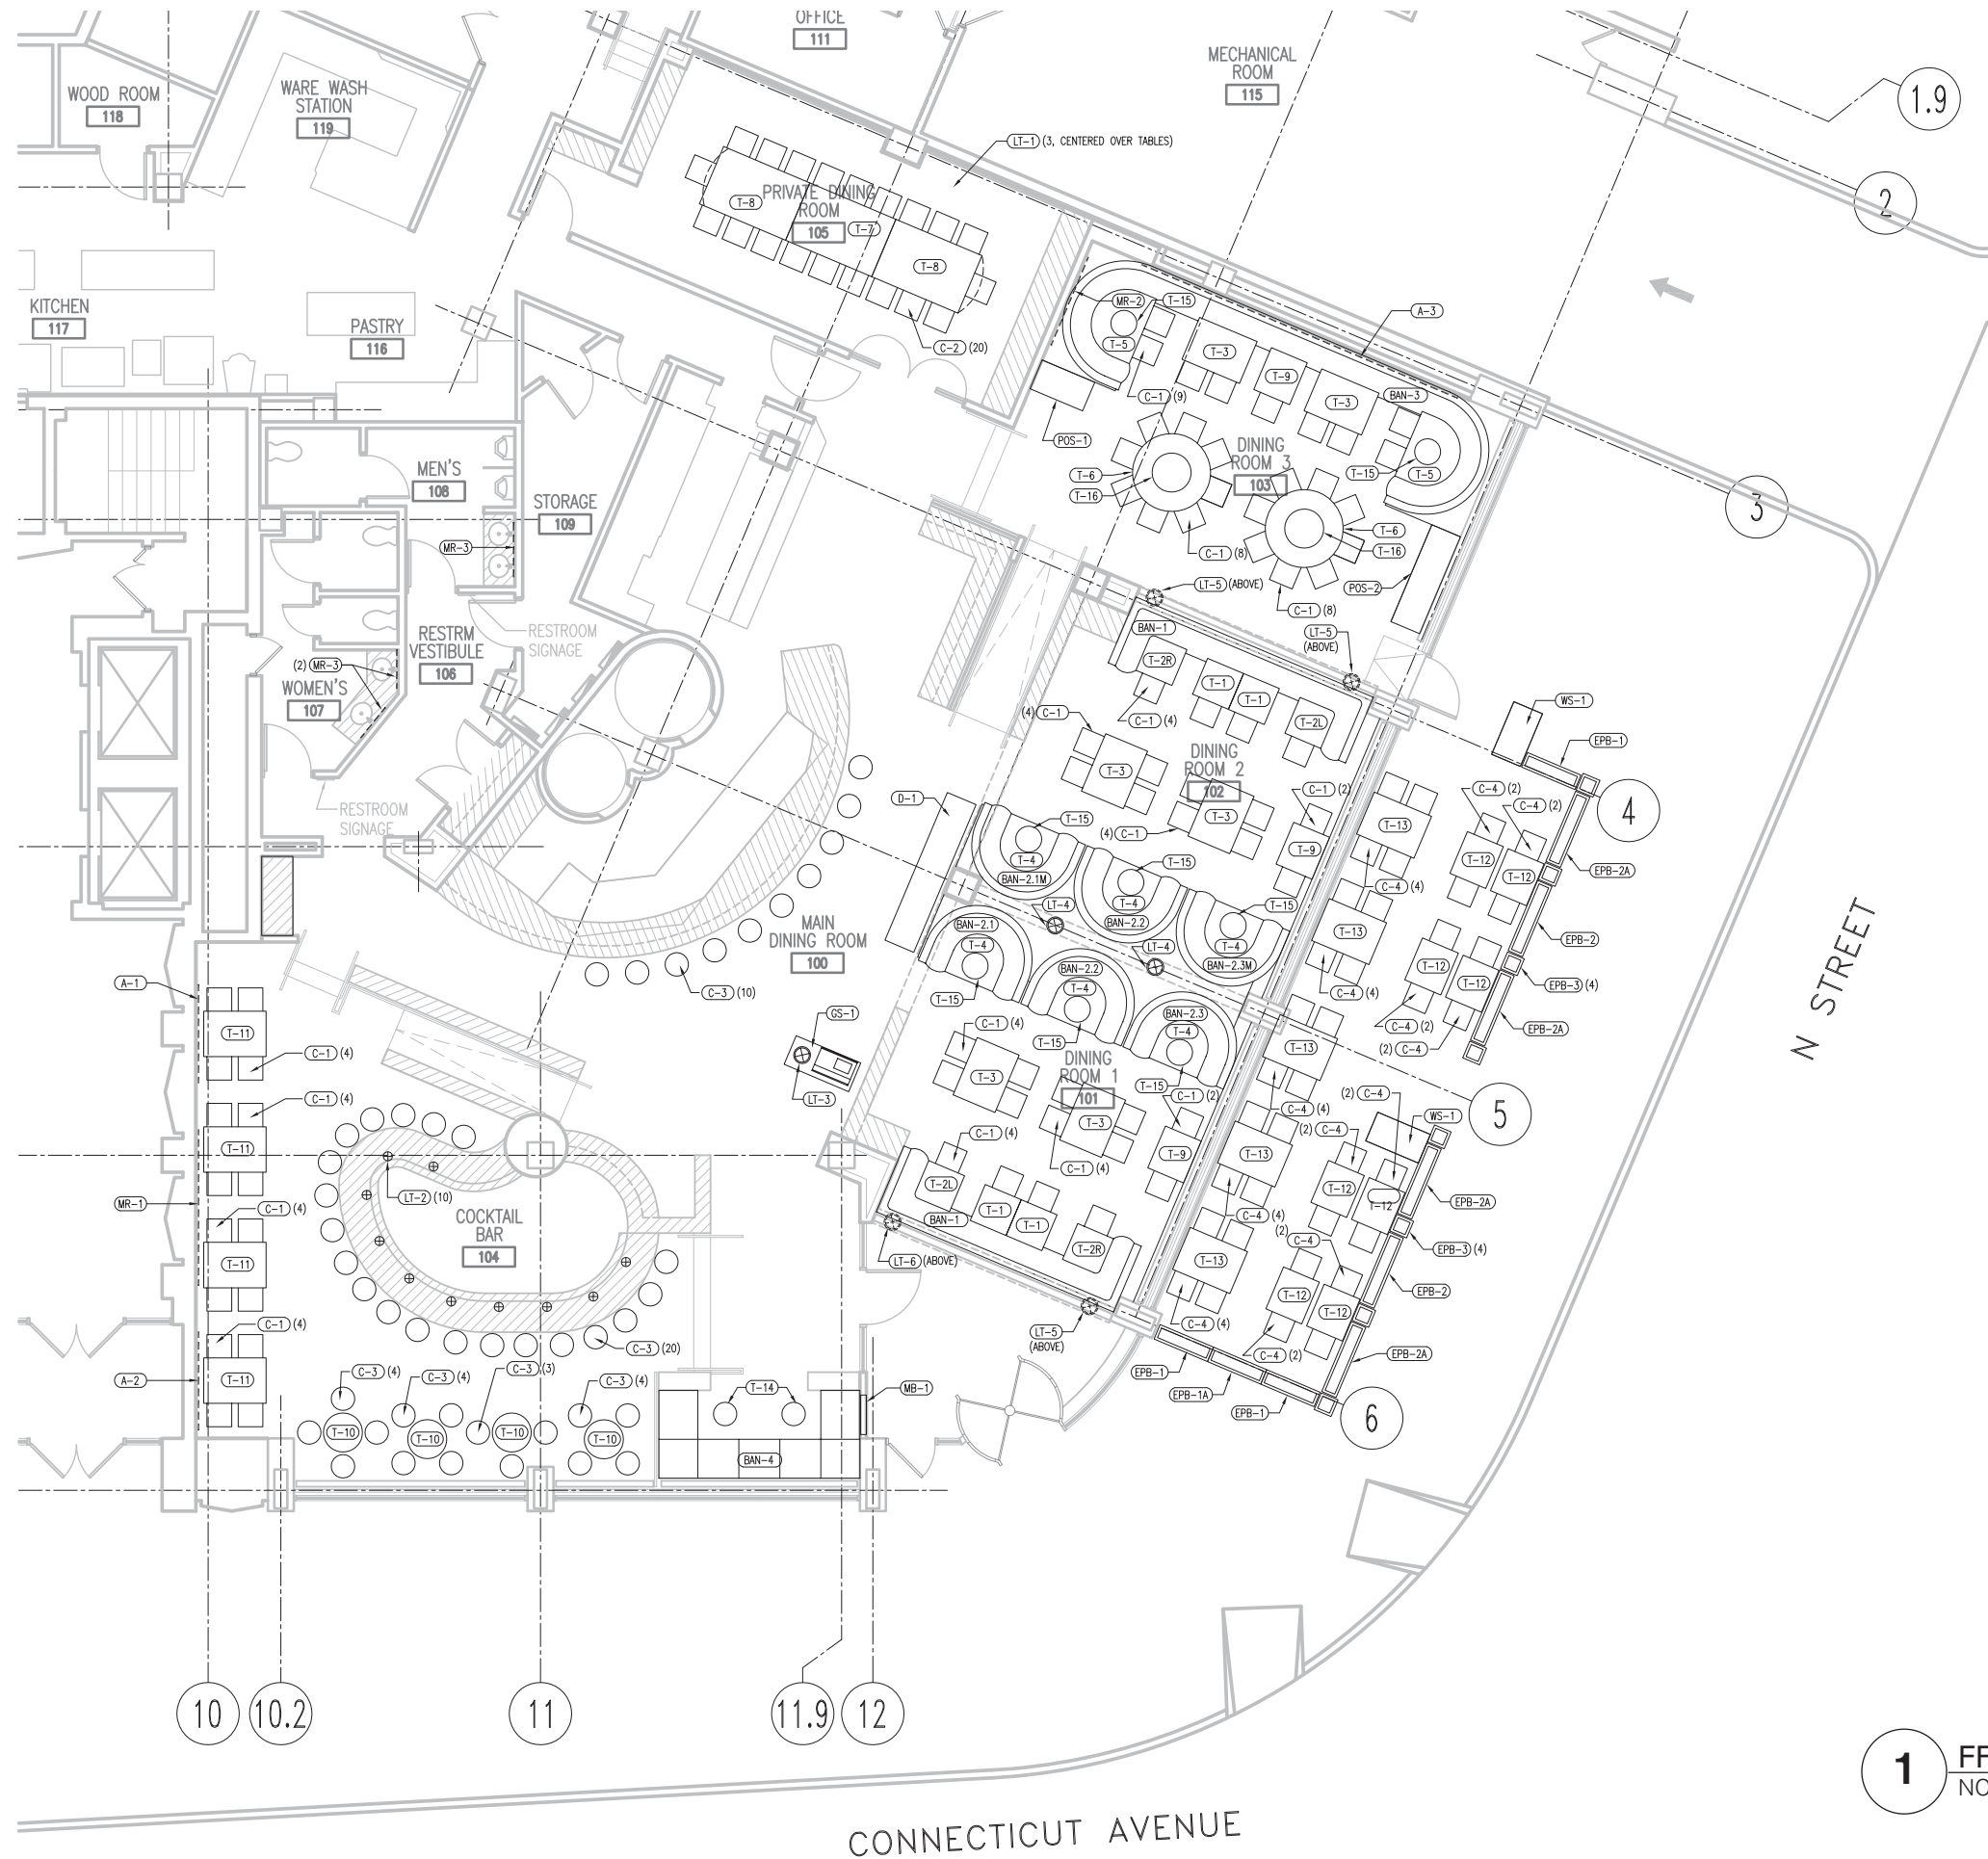 OFFICE
111
MECHANICAL
ROOM
115
1.9
WOOD ROOM
118
WARE WASH
STATION
119
LT-1 (3, CENTERED OVER TABLES)
2
T-8
PRIVATE DINING
ROOM
105
T-7
T-8
KITCHEN
117
PASTRY
116
C-2 (20)
MR-2
T-15
A-3
T-5
T-3
T-9
T-3
BAN-3
C-1 (9)
POS-1
DINING
ROOM 3
103
T-15
T-5
T-6
T-16
3
MEN'S
108
STORAGE
109
MR-3
T-6
T-16
C-1 (8)
LT-5 (ABOVE)
POS-2
C-1 (8)
RESTROOM
SIGNAGE
RESTRM
VESTIBULE
106
BAN-1
LT-5
(ABOVE)
(2) MR-3
WOMEN'S
107
T-2R
T-1
T-1
T-2L
WS-1
(4) C-1
C-1 (4)
EPB-1
DINING
ROOM 2
102
T-3
T-3
C-1 (2)
C-4 (2)
C-4 (2)
4
D-1
RESTROOM
SIGNAGE
T-15
(4) C-1
T-13
T-4
BAN-2.1M
T-15
T-9
T-12
T-12
EPB-2A
C-4 (4)
T-4
BAN-2.2
T-15
LT-4
T-4
BAN-2.3M
T-13
MAIN
DINING ROOM
100
BAN-2.1
T-4
LT-4
EPB-2
T-12
T-12
N STREET
A-1
C-3 (10)
T-15
BAN-2.2
T-4
C-4 (4)
C-4 (2)
EPB-3 (4)
GS-1
BAN-2.3
T-4
EPB-2A
T-11
C-1 (4)
C-1 (4)
T-15
T-13
C-4 (2)
(2) C-4
DINING
ROOM 1
101
T-3
T-15
C-1 (2)
C-4 (4)
(2) C-4
WS-1
5
C-1 (4)
LT-3
T-11
T-3
T-9
T-13
(2) C-4
C-1 (4)
C-1 (4)
T-12
T-12
EPB-2A
MR-1
LT-2 (10)
T-2L
BAN-1
T-1
T-1
T-2R
C-4 (4)
(2)
C-4
EPB-3 (4)
C-1 (4)
COCKTAIL
BAR
104
LT-6 (ABOVE)
T-13
T-11
T-12
T-12
EPB-2
C-1 (4)
C-4 (4)
C-4 (2)
LT-5
(ABOVE)
EPB-2A
C-3 (20)
A-2
T-11
C-3 (4)
C-3 (4)
C-3 (3)
C-3 (4)
T-14
MB-1
EPB-1
EPB-1A
EPB-1
6
T-10
T-10
T-10
T-10
BAN-4
10
10.2
11
11.9
12
1
CONNECTICUT AVENUE